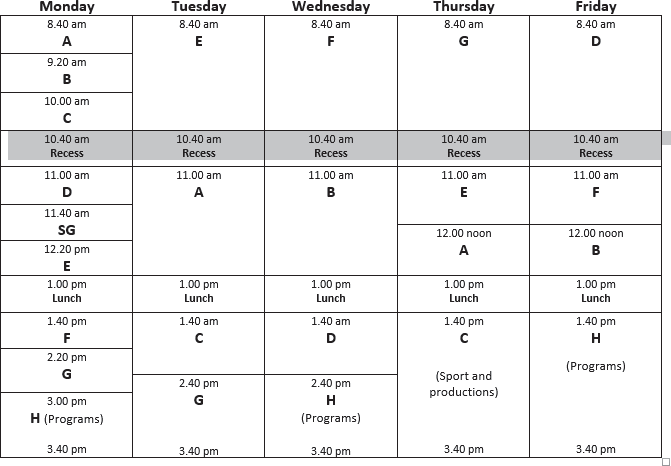 Monday Tuesday Wednesday Thursday Friday
8.40 am 8.40 am 8.40 am 8.40 am 8.40 am
A E F G D
9.20 am
B
10.00 am
C
10.40 am 10.40 am 10.40 am 10.40 am 10.40 am
Recess Recess Recess Recess Recess
11.00 am 11.00 am 11.00 am 11.00 am 11.00 am
D A B E F
11.40 am
SG
12.00 noon 12.00 noon
12.20 pm
A B
E
1.00 pm 1.00 pm 1.00 pm 1.00 pm 1.00 pm
Lunch Lunch Lunch Lunch Lunch
1.40 pm 1.40 am 1.40 am 1.40 pm 1.40 pm
F C D C H
2.20 pm
(Programs)
G
(Sport and
productions)
2.40 pm 2.40 pm
3.00 pm
G H
H (Programs)
(Programs)
3.40 pm 3.40 pm 3.40 pm 3.40 pm 3.40 pm